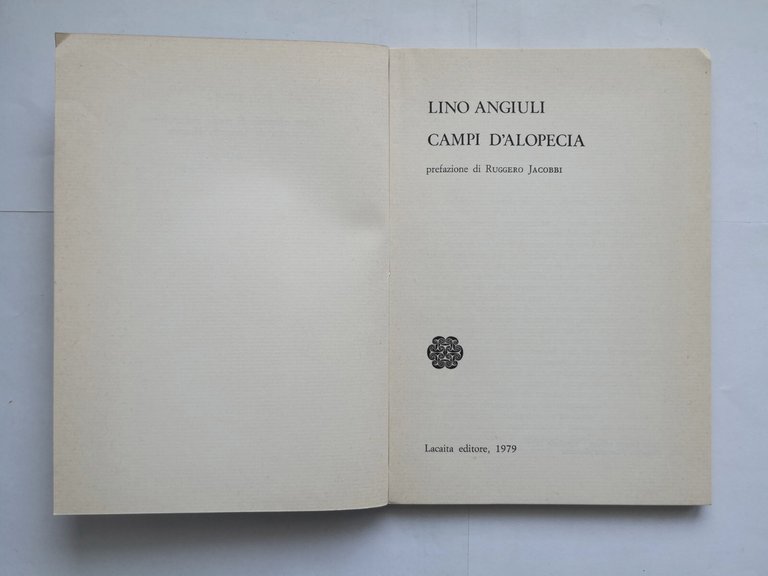 LINO ANGIULI
CAMPI D'ALOPECIA
prefazione di RUGGERO JACOBBI
Lacaita editore, 1979